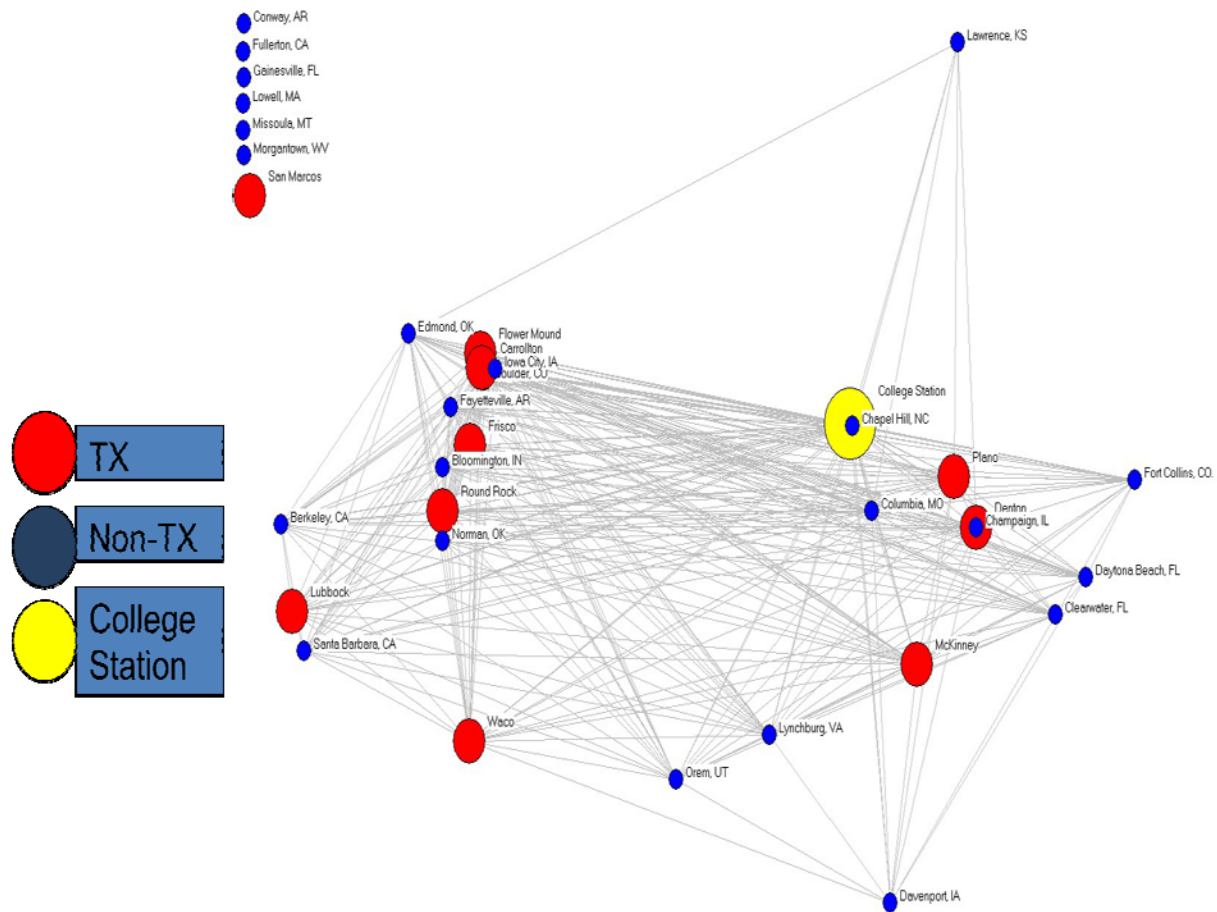 Conway, AR
Fullerton, CA
Gainesville, FL
Lowell, MA
Missoula, MT
Morgantown, WV
San Marcos
Lawrence, KS
Edmond, OK
Flower Mound
Carrollton
Iowa City, IA
oulder, CO
Fayetteville, AR
Frisco
Bloomington, IN
Round Rock
Berkeley, CA
Norman, OK
Lubbock
Santa Barbara, CA
Waco
College Station
Chapel Hill, NC
Plano
Fort Collins, CO.
Columbia, MO
Denton
Champaign, IL
Daytona Beach, FL
Clearwater, FL
McKinney
Lynchburg, VA
Orem, UT
Davenport, IA
TX
Non-TX
College
Station